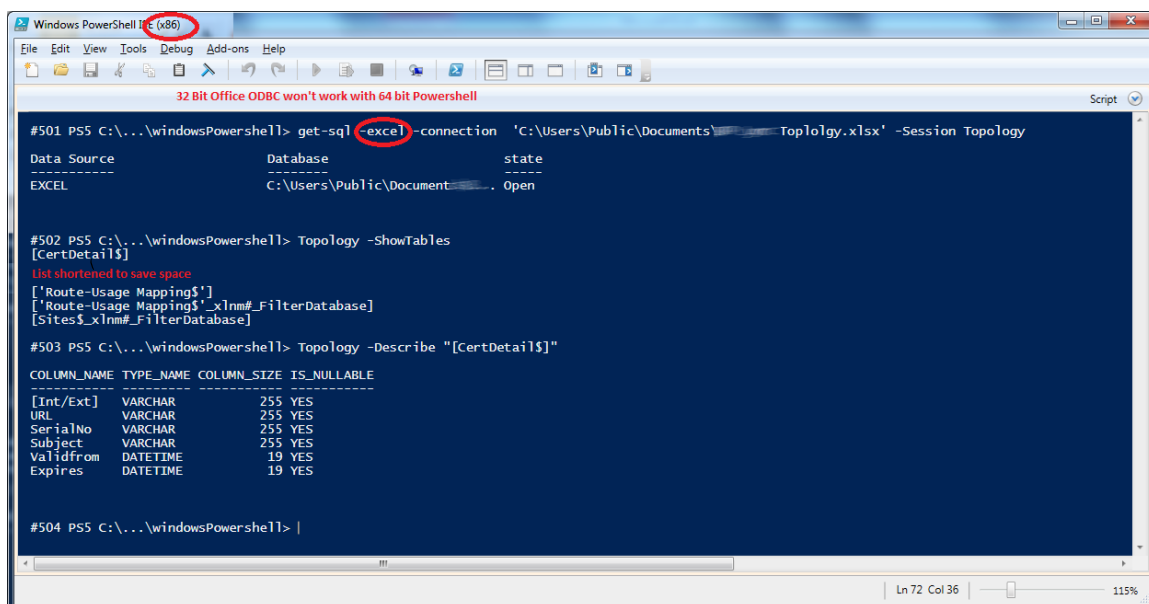 Windows PowerShell ISE (x86)
File Edit View Tools Debug Add-ons Help
32 Bit Office ODBC won't work with 64 bit Powershell
Script
#501 PS5 C:\...\windowsPowershell> get-sql -excel -connection 'C:\Users\Public\Documents\ Toplolgy.xlsx' -Session Topology
Data Source Database state
----------- -------- -----
EXCEL C:\Users\Public\Document . Open
#502 PS5 C:\...\windowsPowershell> Topology -ShowTables
[CertDetail$]
List shortened to save space
['Route-Usage Mapping$']
['Route-Usage Mapping$'_xlnm#_FilterDatabase]
[Sites$_xlnm#_FilterDatabase]
#503 PS5 C:\...\windowsPowershell> Topology -Describe "[CertDetail$]"
COLUMN_NAME TYPE_NAME COLUMN_SIZE IS_NULLABLE
----------- --------- ----------- -----------
[Int/Ext] VARCHAR 255 YES
URL VARCHAR 255 YES
SerialNo VARCHAR 255 YES
Subject VARCHAR 255 YES
Validfrom DATETIME 19 YES
Expires DATETIME 19 YES
#504 PS5 C:\...\windowsPowershell>
Ln 72 Col 36 115%